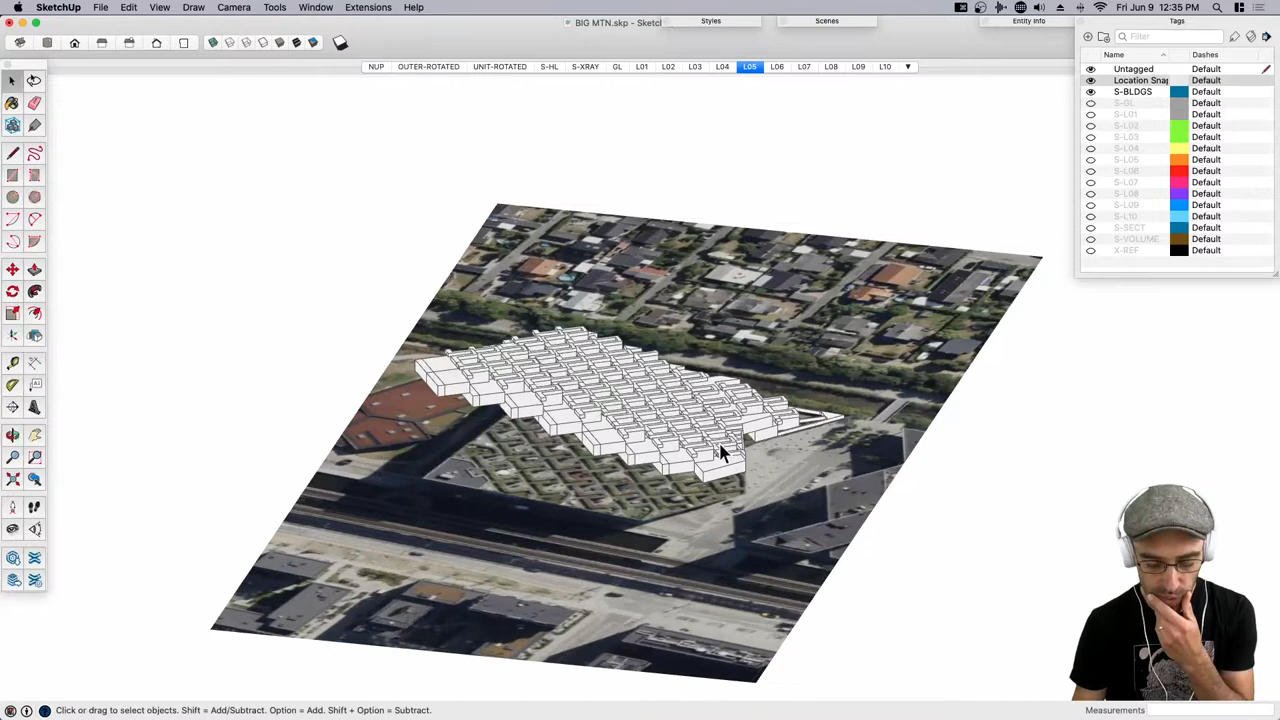 SketchUp File Edit View Draw Camera Tools Window Extensions Help
Fri Jun 9 12:35 PM
BIG MTN.skp - Sketch
Styles
Scenes
Entity Info
Tags
Filter
NUP OUTER-ROTATED UNIT-ROTATED S-HL S-XRAY GL L01 L02 L03 L04 L05 L06 L07 L08 L09 L10
Name Dashes
Untagged Default
Location Snap Default
S-BLDGS Default
S-GL Default
S-L01 Default
S-L02 Default
S-L03 Default
S-L04 Default
S-L05 Default
S-L06 Default
S-L07 Default
S-L08 Default
S-L09 Default
S-L10 Default
S-SECT Default
S-VOLUME Default
X-REF Default
Click or drag to select objects. Shift = Add/Subtract. Option = Add. Shift + Option = Subtract.
Measurements